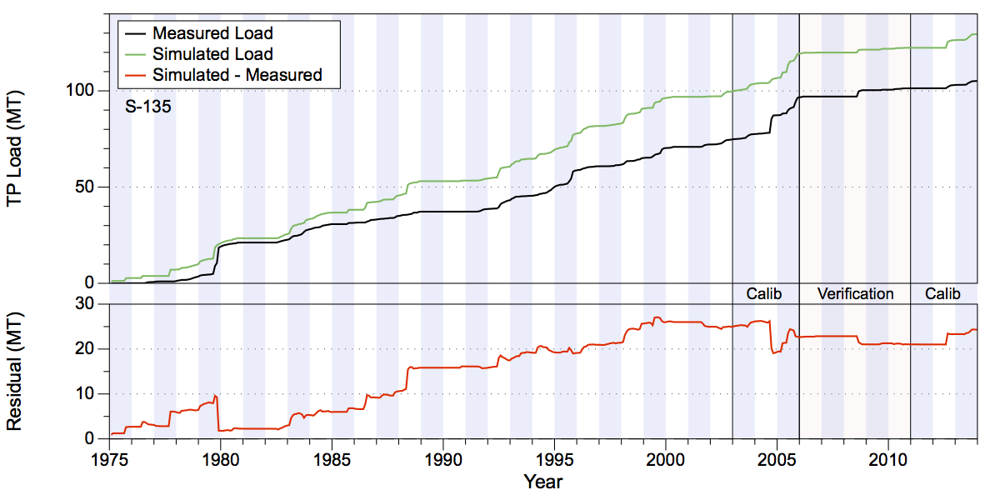 Measured Load
Simulated Load
Simulated - Measured
S-135
TP Load (MT)
100
50
0
Calib
Verification
Calib
Residual (MT)
30
20
10
0
1975
1980
1985
1990
1995
2000
2005
2010
Year